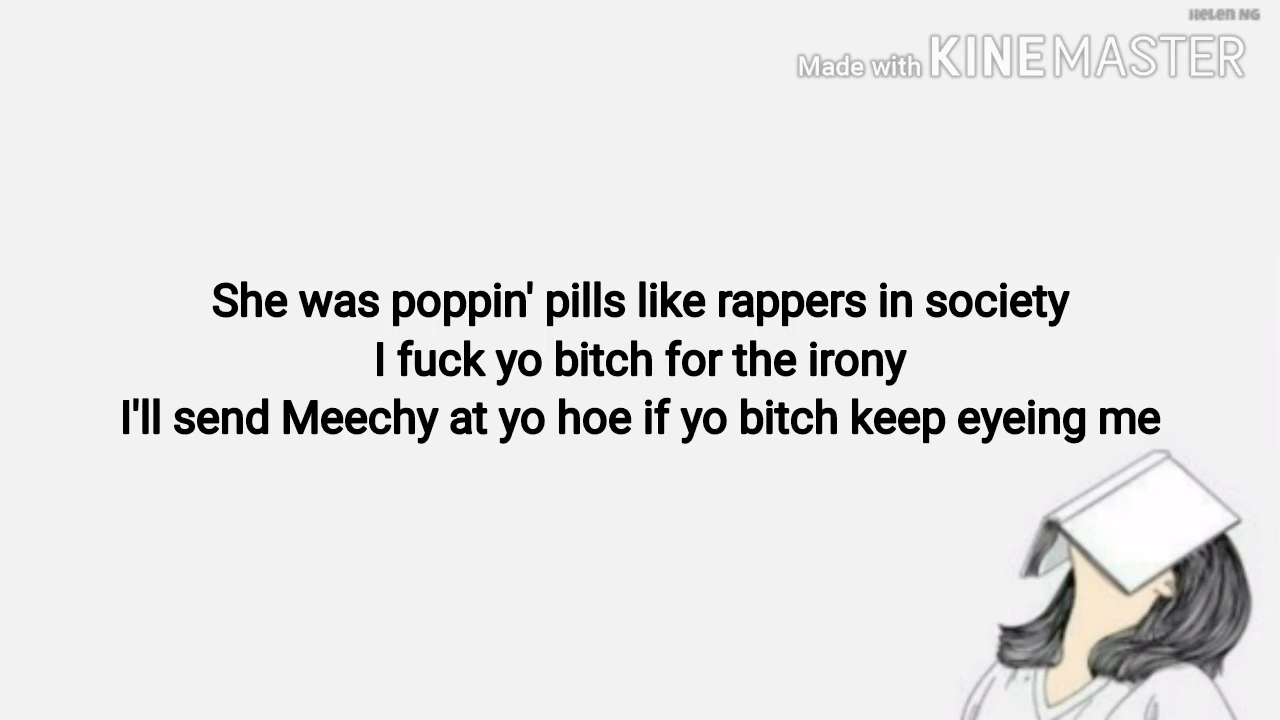 HELEN NG
Made with KINEMASTER
She was poppin' pills like rappers in society
I fuck yo bitch for the irony
I'll send Meechy at yo hoe if yo bitch keep eyeing me